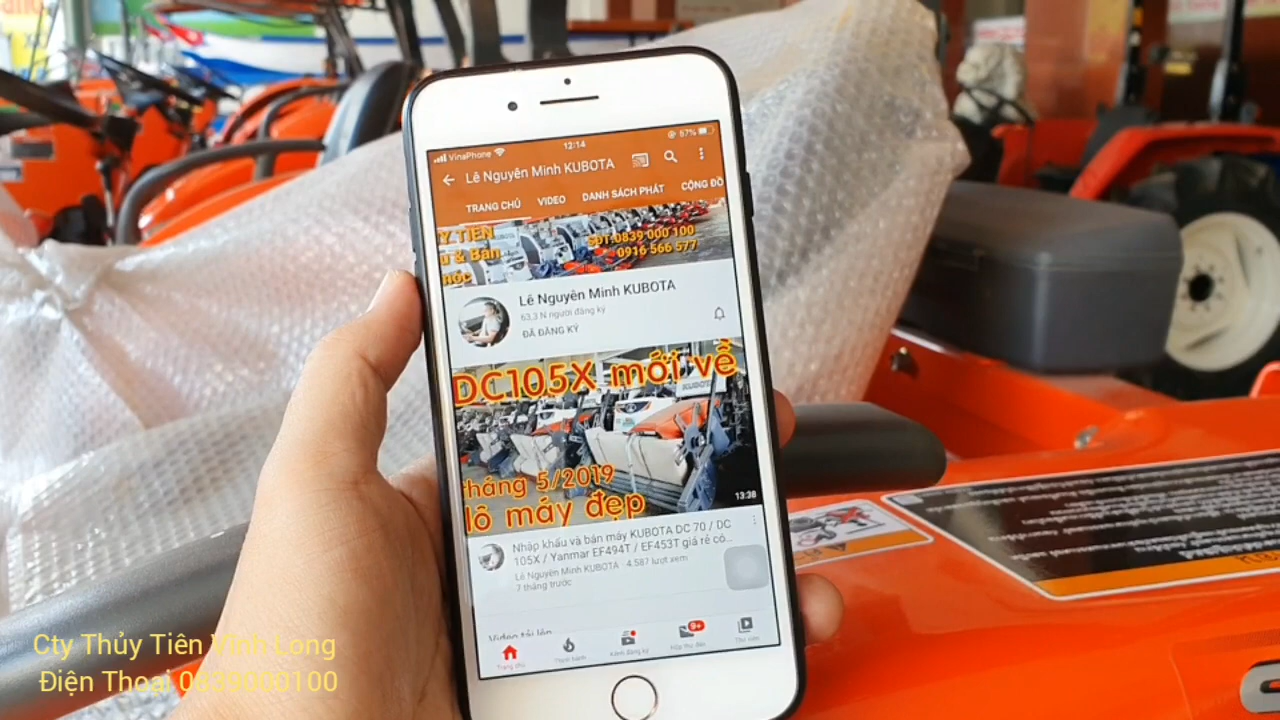 VinaPhone
12:14
67%
Lê Nguyên Minh KUBOTA
TRANG CHỦ VIDEO DANH SÁCH PHÁT CỘNG ĐỒ
Y TIÊN
u & Bán
móc
SĐT:0839 000 100
0916 566 577
Lê Nguyên Minh KUBOTA
63,3 N người đăng ký
ĐÃ ĐĂNG KÝ
DC105X mới về
tháng 5/2019
lô máy đẹp
13:38
Nhập khẩu và bán máy KUBOTA DC 70 / DC
105X / Yanmar EF494T / EF453T giá rẻ có...
Lê Nguyên Minh KUBOTA · 4.587 lượt xem
7 tháng trước
Video tải lên
9+
Trang chủ Thịnh hành Kênh đăng ký Hộp thư đến Thư viện
Cty Thủy Tiên Vĩnh Long
Điện Thoại 0839000100